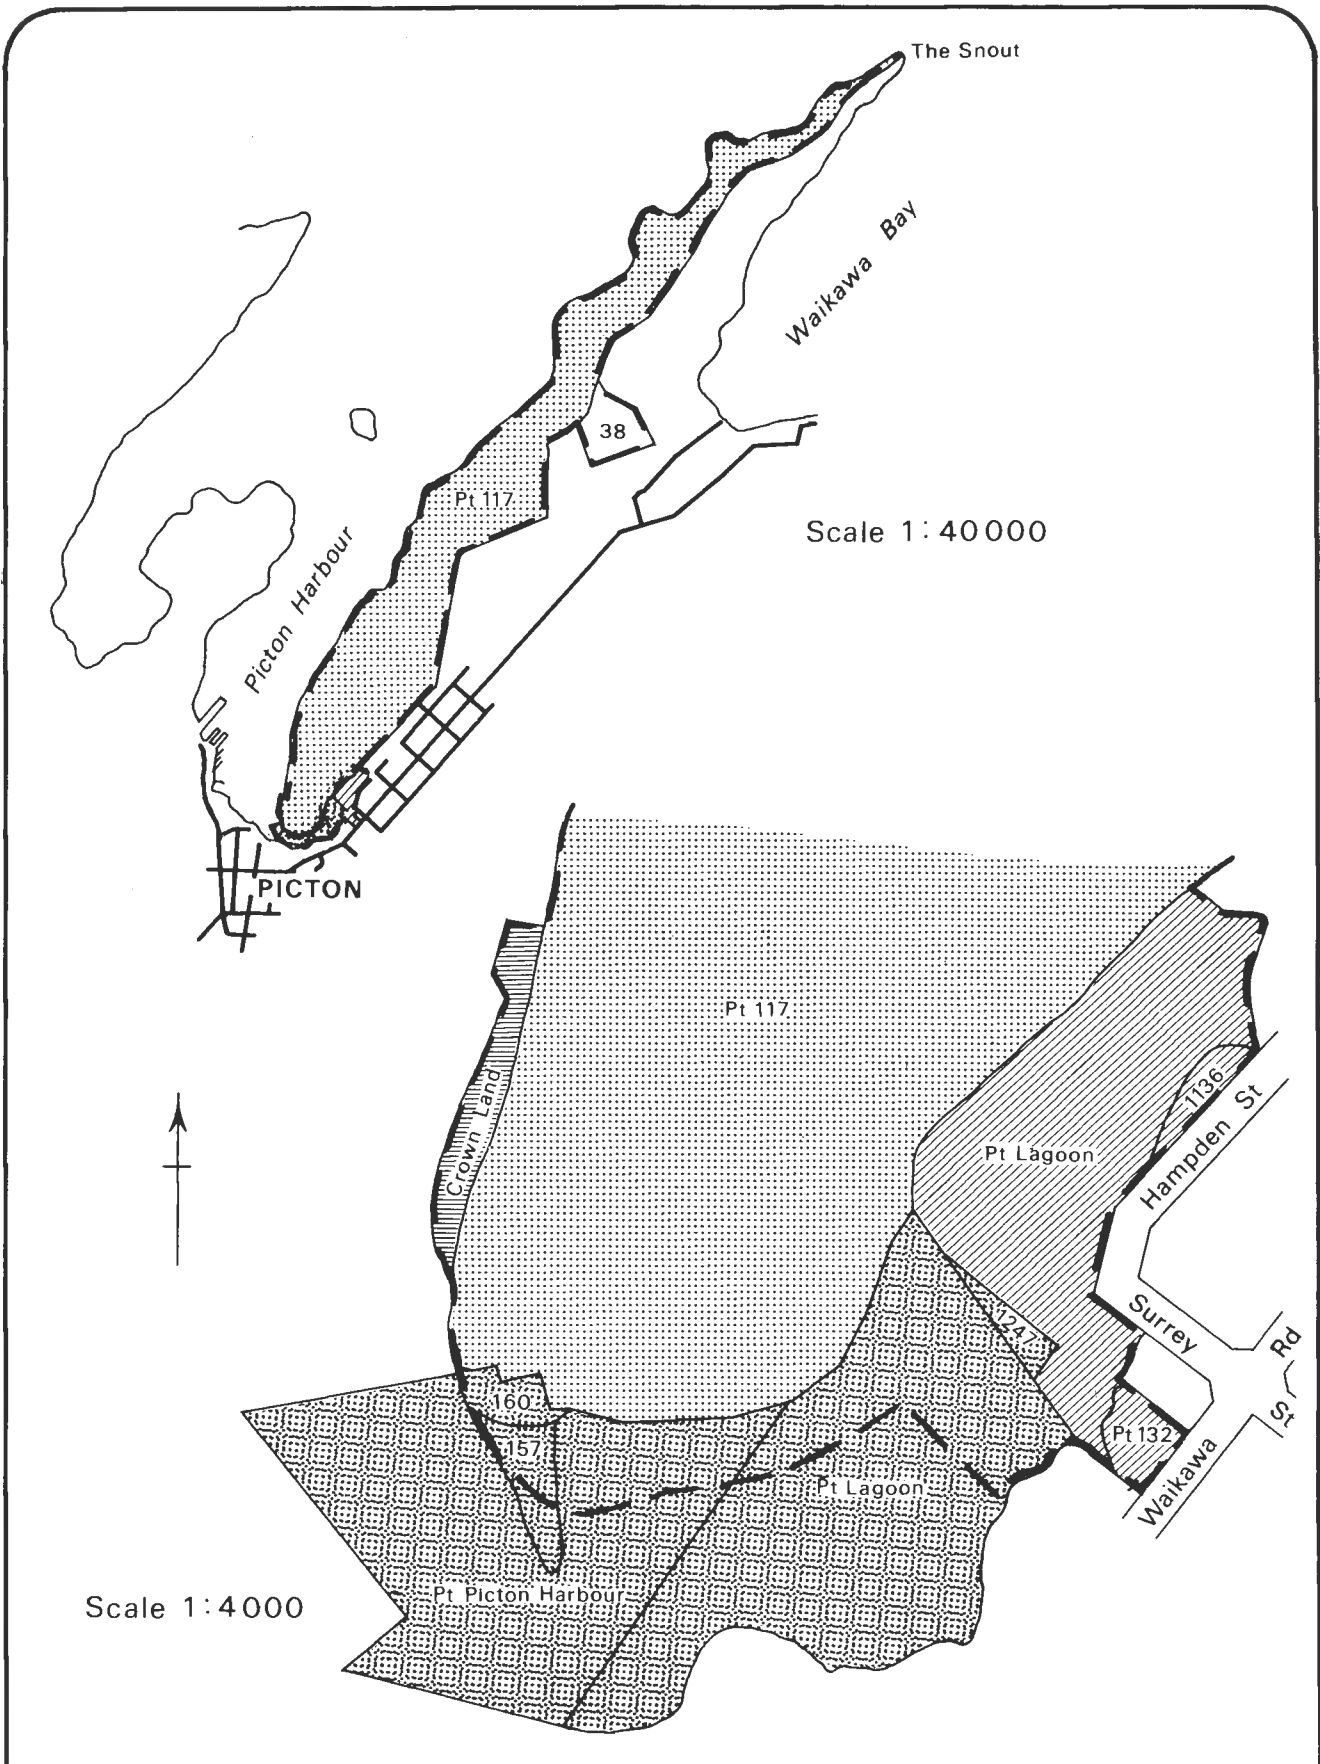 The Snout
Waikawa Bay
38
Pt 117
Scale 1:40000
Picton Harbour
PICTON
Pt 117
Crown Land
1136
Hampden St
Pt Lagoon
1247
Surrey
Rd
St
160
157
Pt 132
Waikawa
Pt Lagoon
Pt Picton Harbour
Scale 1:4000